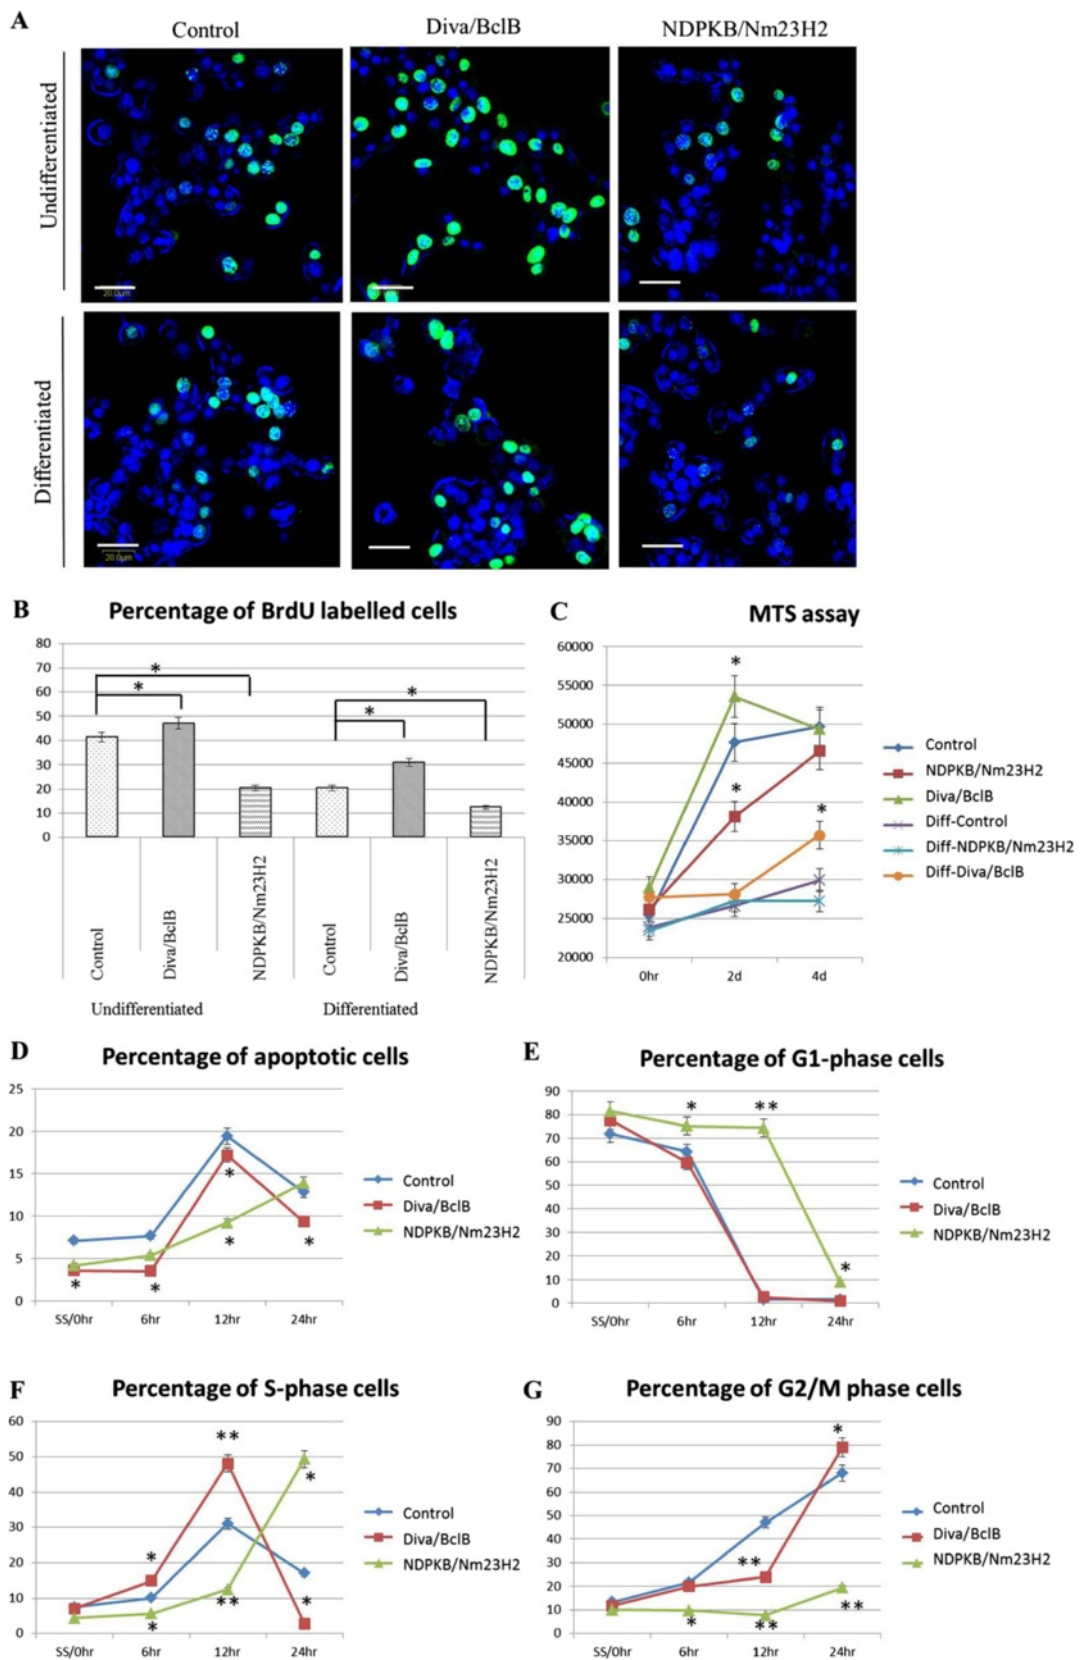 A
Control
Diva/BclB
NDPKB/Nm23H2
Undifferentiated
20.0µm
Differentiated
20.0µm
B
Percentage of BrdU labelled cells
80
70
60
50
40
30
20
10
0
*
*
*
*
Control
Diva/BclB
NDPKB/Nm23H2
Control
Diva/BclB
NDPKB/Nm23H2
Undifferentiated
Differentiated
C
MTS assay
60000
55000
50000
45000
40000
35000
30000
25000
20000
*
*
*
0hr
2d
4d
Control
NDPKB/Nm23H2
Diva/BclB
Diff-Control
Diff-NDPKB/Nm23H2
Diff-Diva/BclB
D
Percentage of apoptotic cells
25
20
15
10
5
0
*
*
*
*
*
SS/0hr
6hr
12hr
24hr
Control
Diva/BclB
NDPKB/Nm23H2
E
Percentage of G1-phase cells
90
80
70
60
50
40
30
20
10
0
*
**
*
SS/0hr
6hr
12hr
24hr
Control
Diva/BclB
NDPKB/Nm23H2
F
Percentage of S-phase cells
60
50
40
30
20
10
0
**
*
*
*
**
*
SS/0hr
6hr
12hr
24hr
Control
Diva/BclB
NDPKB/Nm23H2
G
Percentage of G2/M phase cells
90
80
70
60
50
40
30
20
10
0
*
**
**
*
**
SS/0hr
6hr
12hr
24hr
Control
Diva/BclB
NDPKB/Nm23H2